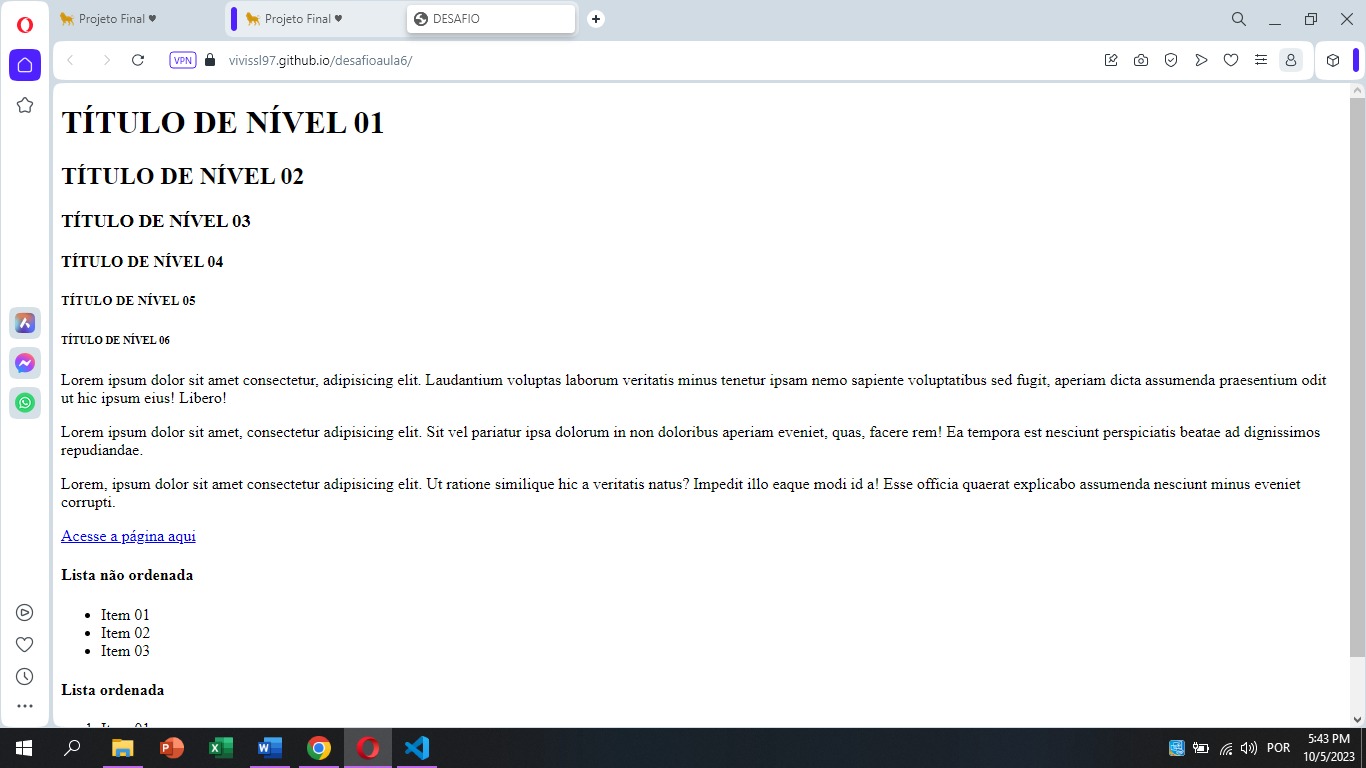 Projeto Final ♥
Projeto Final ♥
DESAFIO
VPN
vivissl97.github.io/desafioaula6/
TÍTULO DE NÍVEL 01
TÍTULO DE NÍVEL 02
TÍTULO DE NÍVEL 03
TÍTULO DE NÍVEL 04
TÍTULO DE NÍVEL 05
TÍTULO DE NÍVEL 06
Lorem ipsum dolor sit amet consectetur, adipisicing elit. Laudantium voluptas laborum veritatis minus tenetur ipsam nemo sapiente voluptatibus sed fugit, aperiam dicta assumenda praesentium odit
ut hic ipsum eius! Libero!
Lorem ipsum dolor sit amet, consectetur adipisicing elit. Sit vel pariatur ipsa dolorum in non doloribus aperiam eveniet, quas, facere rem! Ea tempora est nesciunt perspiciatis beatae ad dignissimos
repudiandae.
Lorem, ipsum dolor sit amet consectetur adipisicing elit. Ut ratione similique hic a veritatis natus? Impedit illo eaque modi id a! Esse officia quaerat explicabo assumenda nesciunt minus eveniet
corrupti.
Acesse a página aqui
Lista não ordenada
• Item 01
• Item 02
• Item 03
Lista ordenada
1. Item 01
POR
5:43 PM
10/5/2023